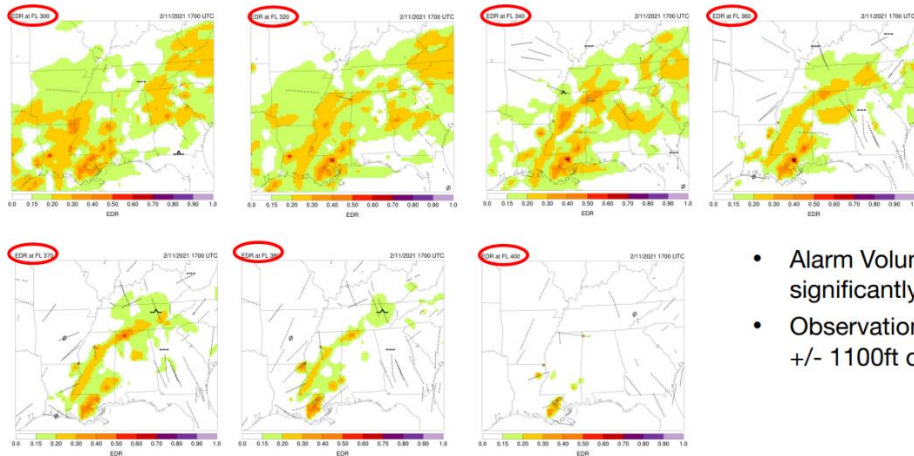 EDR at FL 300 2/11/2021 1700 UTC
EDR at FL 320 2/11/2021 1700 UTC
EDR at FL 340 2/11/2021 1700 UTC
EDR at FL 360 2/11/2021 1700 UTC
0.0 0.15 0.20 0.30 0.40 0.50 0.60 0.70 0.80 0.90 1.0
EDR
0.0 0.15 0.20 0.30 0.40 0.50 0.60 0.70 0.80 0.90 1.0
EDR
0.0 0.15 0.20 0.30 0.40 0.50 0.60 0.70 0.80 0.90 1.0
EDR
0.0 0.15 0.20 0.30 0.40 0.50 0.60 0.70 0.80 0.90 1.0
EDR
EDR at FL 370 2/11/2021 1700 UTC
EDR at FL 380 2/11/2021 1700 UTC
EDR at FL 400 2/11/2021 1700 UTC
0.0 0.10 0.20 0.30 0.40 0.50 0.60 0.70 0.80 0.90 1.0
EDR
0.0 0.10 0.20 0.30 0.40 0.50 0.60 0.70 0.80 0.90 1.0
EDR
0.0 0.10 0.20 0.30 0.40 0.50 0.60 0.70 0.80 0.90 1.0
EDR
• Alarm Volum
significantly
• Observation
+/- 1100ft o